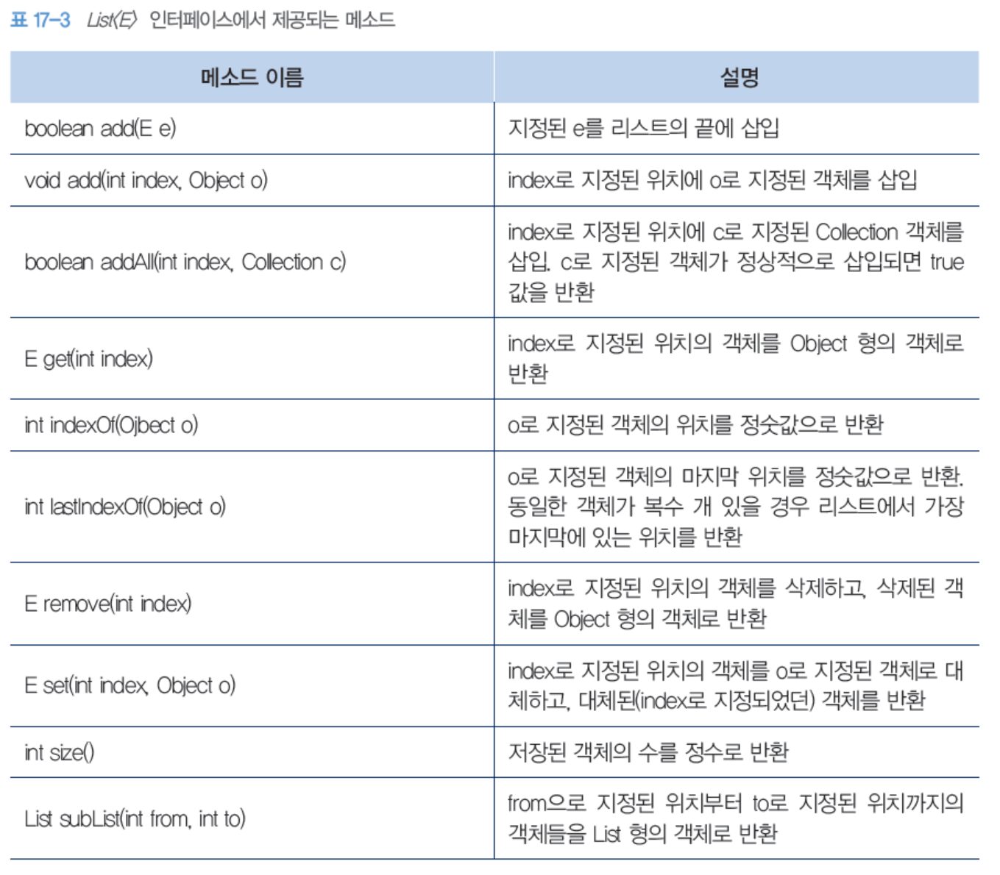 표 17-3 List〈E〉 인터페이스에서 제공되는 메소드
메소드 이름
설명
boolean add(E e)
지정된 e를 리스트의 끝에 삽입
void add(int index, Object o)
index로 지정된 위치에 o로 지정된 객체를 삽입
boolean addAll(int index, Collection c)
index로 지정된 위치에 c로 지정된 Collection 객체를
삽입. c로 지정된 객체가 정상적으로 삽입되면 true
값을 반환
E get(int index)
index로 지정된 위치의 객체를 Object 형의 객체로
반환
int indexOf(Ojbect o)
o로 지정된 객체의 위치를 정숫값으로 반환
int lastIndexOf(Object o)
o로 지정된 객체의 마지막 위치를 정숫값으로 반환.
동일한 객체가 복수 개 있을 경우 리스트에서 가장
마지막에 있는 위치를 반환
E remove(int index)
index로 지정된 위치의 객체를 삭제하고, 삭제된 객
체를 Object 형의 객체로 반환
E set(int index, Object o)
index로 지정된 위치의 객체를 o로 지정된 객체로 대
체하고, 대체된(index로 지정되었던) 객체를 반환
int size()
저장된 객체의 수를 정수로 반환
List subList(int from, int to)
from으로 지정된 위치부터 to로 지정된 위치까지의
객체들을 List 형의 객체로 반환